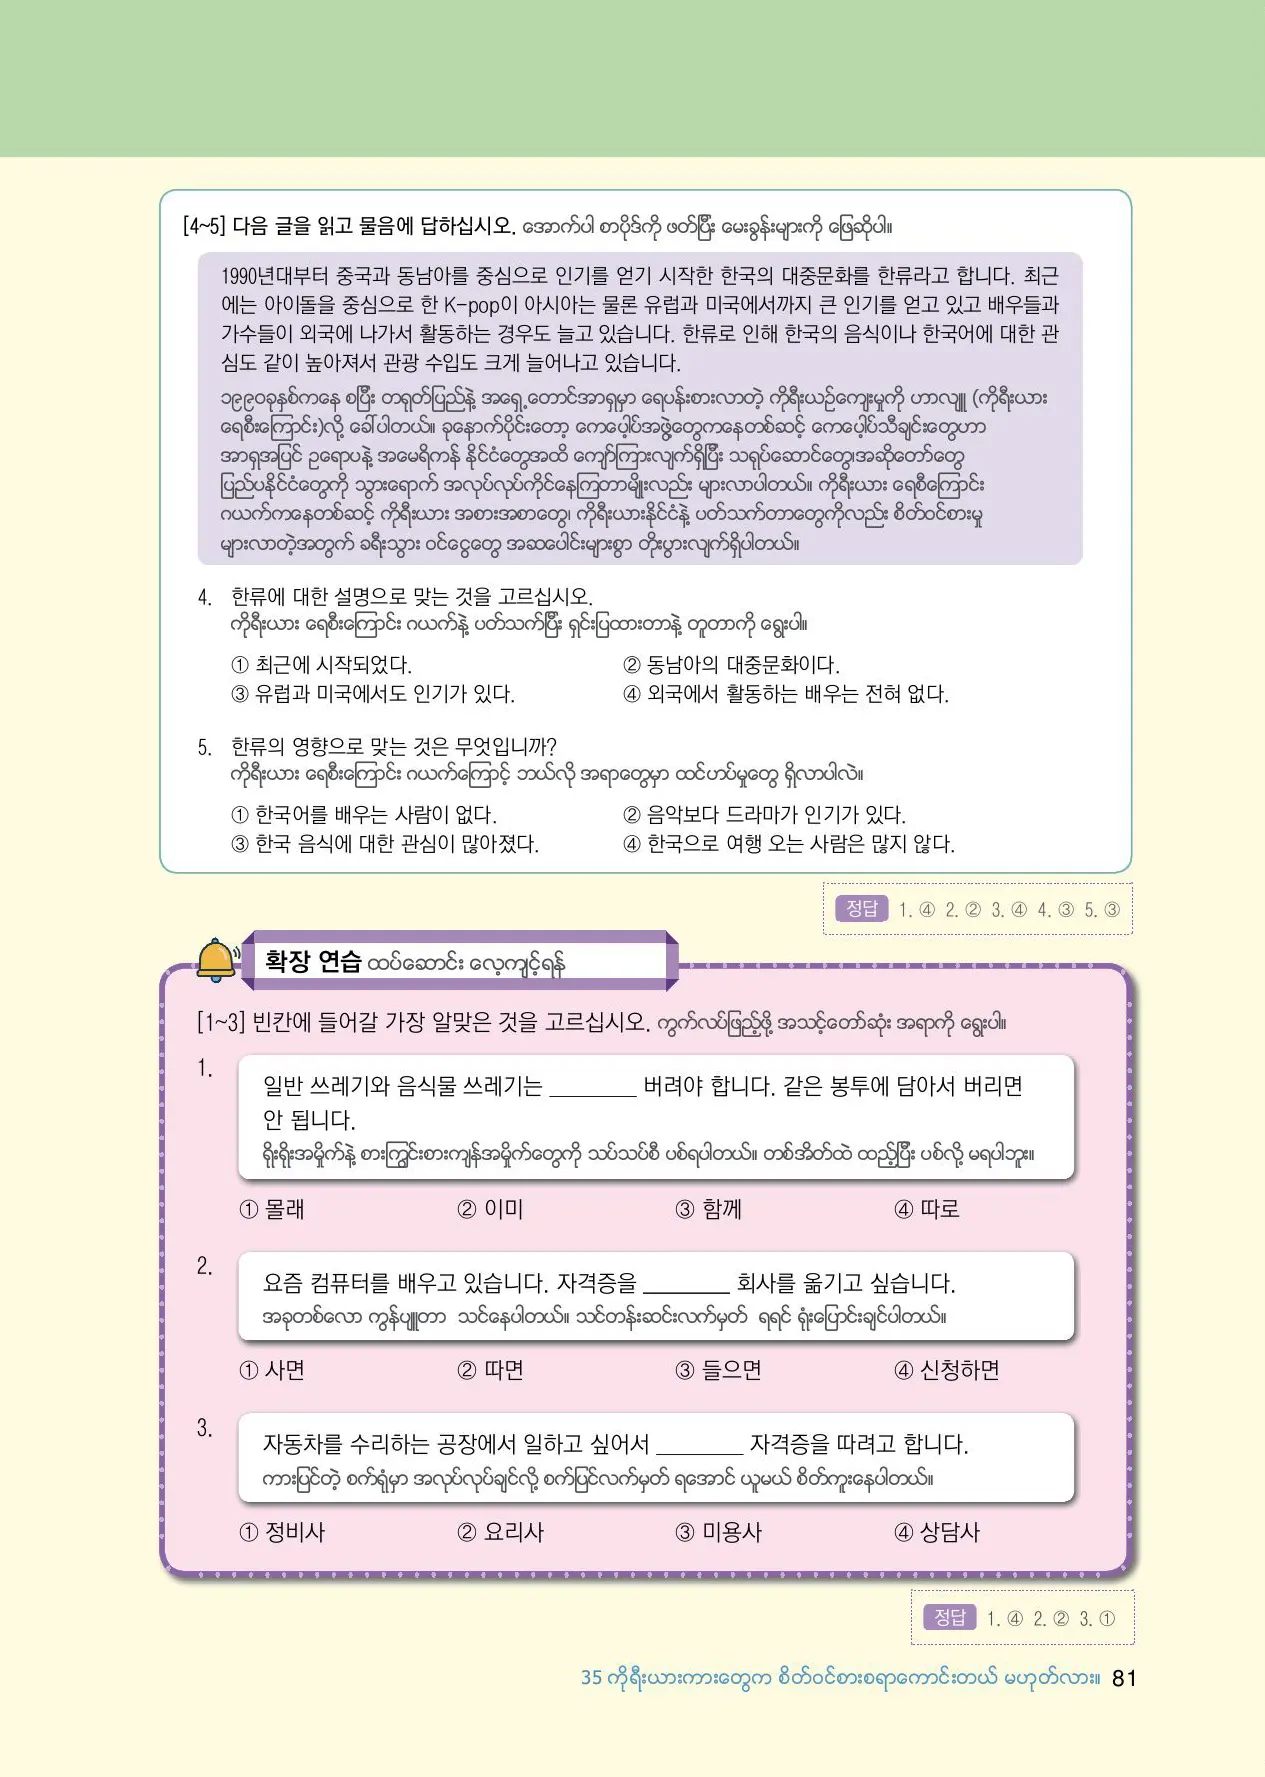 [4~5] 다음 글을 읽고 물음에 답하십시오. အောက်ပါ စာပိုဒ်ကို ဖတ်ပြီး မေးခွန်းများကို ဖြေဆိုပါ။
1990년대부터 중국과 동남아를 중심으로 인기를 얻기 시작한 한국의 대중문화를 한류라고 합니다. 최근
에는 아이돌을 중심으로 한 K-pop이 아시아는 물론 유럽과 미국에서까지 큰 인기를 얻고 있고 배우들과
가수들이 외국에 나가서 활동하는 경우도 늘고 있습니다. 한류로 인해 한국의 음식이나 한국어에 대한 관
심도 같이 높아져서 관광 수입도 크게 늘어나고 있습니다.
၁၉၉၀ခုနှစ်ကနေ စပြီး တရုတ်ပြည်နဲ့ အရှေ့တောင်အာရှမှာ ရေပန်းစားလာတဲ့ ကိုရီးယဉ်ကျေးမှုကို ဟာလျူ (ကိုရီးယား
ရေစီးကြောင်း)လို့ ခေါ်ပါတယ်။ ခုနောက်ပိုင်းတော့ ကေပေ့ါပ်အဖွဲ့တွေကနေတစ်ဆင့် ကေပေ့ါပ်သီချင်းတွေဟာ
အာရှအပြင် ဥရောပနဲ့ အမေရိကန် နိုင်ငံတွေအထိ ကျော်ကြားလျက်ရှိပြီး သရုပ်ဆောင်တွေ၊အဆိုတော်တွေ
ပြည်ပနိုင်ငံတွေကို သွားရောက် အလုပ်လုပ်ကိုင်နေကြတာမျိုးလည်း များလာပါတယ်။ ကိုရီးယား ရေစီကြောင်း
ဂယက်ကနေတစ်ဆင့် ကိုရီးယား အစားအစာတွေ၊ ကိုရီးယားနိုင်ငံနဲ့ ပတ်သက်တာတွေကိုလည်း စိတ်ဝင်စားမှု
များလာတဲ့အတွက် ခရီးသွား ဝင်ငွေတွေ အဆပေါင်းများစွာ တိုးပွားလျက်ရှိပါတယ်။
4. 한류에 대한 설명으로 맞는 것을 고르십시오.
ကိုရီးယား ရေစီးကြောင်း ဂယက်နဲ့ ပတ်သက်ပြီး ရှင်းပြထားတာနဲ့ တူတာကို ရွေးပါ။
① 최근에 시작되었다. ② 동남아의 대중문화이다.
③ 유럽과 미국에서도 인기가 있다. ④ 외국에서 활동하는 배우는 전혀 없다.
5. 한류의 영향으로 맞는 것은 무엇입니까?
ကိုရီးယား ရေစီးကြောင်း ဂယက်ကြောင့် ဘယ်လို အရာတွေမှာ ထင်ဟပ်မှုတွေ ရှိလာပါလဲ။
① 한국어를 배우는 사람이 없다. ② 음악보다 드라마가 인기가 있다.
③ 한국 음식에 대한 관심이 많아졌다. ④ 한국으로 여행 오는 사람은 많지 않다.
정답 1. ④ 2. ② 3. ④ 4. ③ 5. ③
확장 연습 ထပ်ဆောင်း လေ့ကျင့်ရန်
[1~3] 빈칸에 들어갈 가장 알맞은 것을 고르십시오. ကွက်လပ်ဖြည့်ဖို့ အသင့်တော်ဆုံး အရာကို ရွေးပါ။
1.
일반 쓰레기와 음식물 쓰레기는 ________ 버려야 합니다. 같은 봉투에 담아서 버리면
안 됩니다.
ရိုးရိုးအမှိုက်နဲ့ စားကြွင်းစားကျန်အမှိုက်တွေကို သပ်သပ်စီ ပစ်ရပါတယ်။ တစ်အိတ်ထဲ ထည့်ပြီး ပစ်လို့ မရပါဘူး။
① 몰래 ② 이미 ③ 함께 ④ 따로
2.
요즘 컴퓨터를 배우고 있습니다. 자격증을 ________ 회사를 옮기고 싶습니다.
အခုတစ်လော ကွန်ပျူတာ သင်နေပါတယ်။ သင်တန်းဆင်းလက်မှတ် ရရင် ရုံးပြောင်းချင်ပါတယ်။
① 사면 ② 따면 ③ 들으면 ④ 신청하면
3.
자동차를 수리하는 공장에서 일하고 싶어서 ________ 자격증을 따려고 합니다.
ကားပြင်တဲ့ စက်ရုံမှာ အလုပ်လုပ်ချင်လို့ စက်ပြင်လက်မှတ် ရအောင် ယူမယ် စိတ်ကူးနေပါတယ်။
① 정비사 ② 요리사 ③ 미용사 ④ 상담사
정답 1. ④ 2. ② 3. ①
35 ကိုရီးယားကားတွေက စိတ်ဝင်စားစရာကောင်းတယ် မဟုတ်လား။ 81